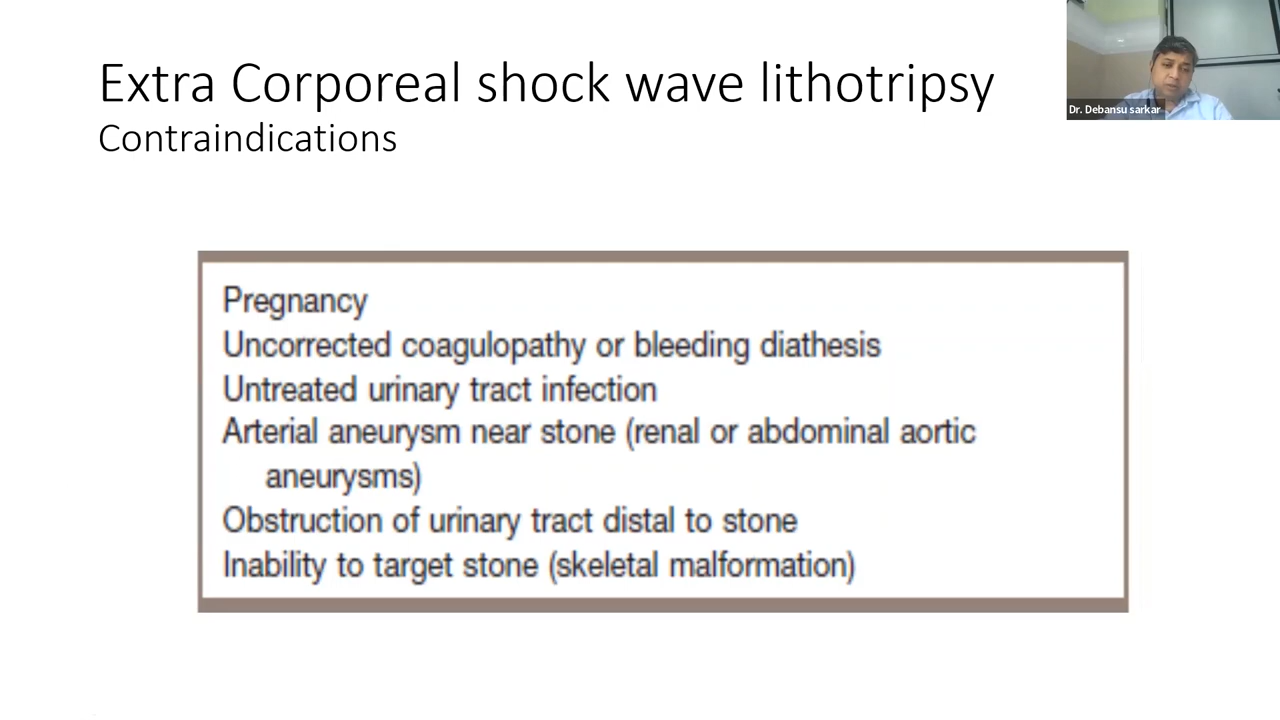 Extra Corporeal shock wave lithotripsy
Contraindications
Dr. Debansu sarkar
Pregnancy
Uncorrected coagulopathy or bleeding diathesis
Untreated urinary tract infection
Arterial aneurysm near stone (renal or abdominal aortic
aneurysms)
Obstruction of urinary tract distal to stone
Inability to target stone (skeletal malformation)